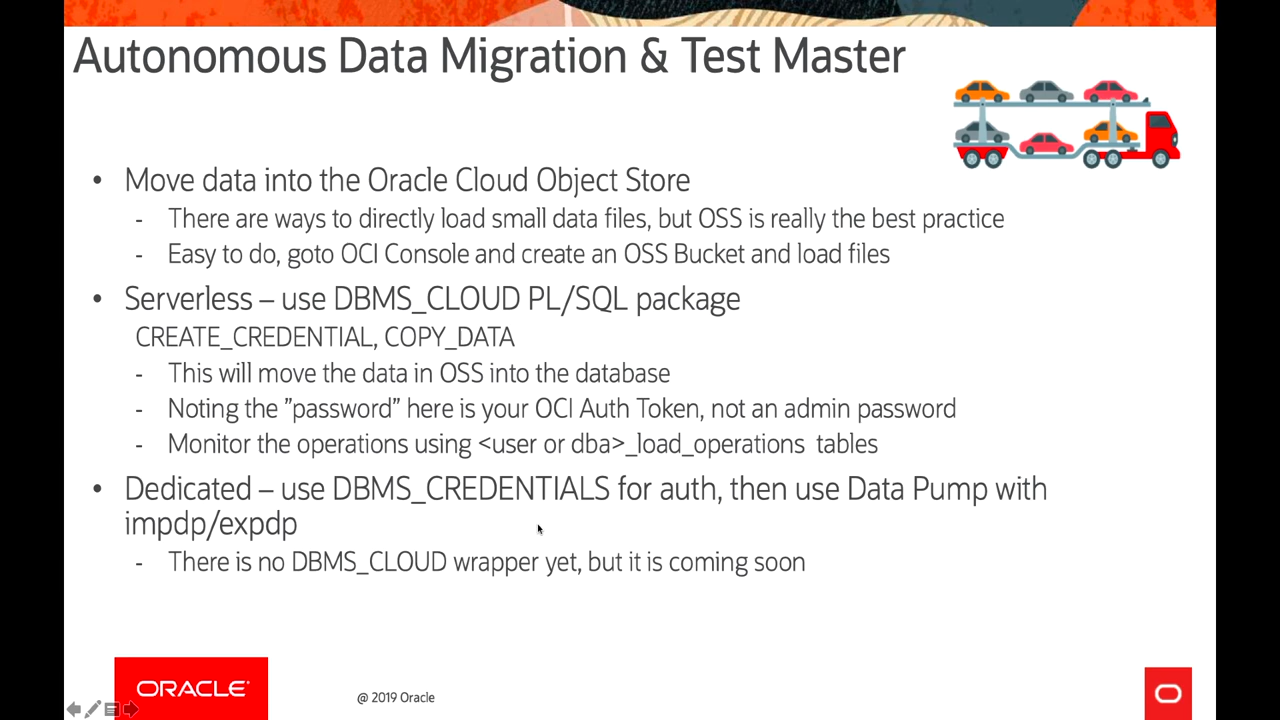 Autonomous Data Migration & Test Master
• Move data into the Oracle Cloud Object Store
- There are ways to directly load small data files, but OSS is really the best practice
- Easy to do, goto OCI Console and create an OSS Bucket and load files
• Serverless – use DBMS_CLOUD PL/SQL package
CREATE_CREDENTIAL, COPY_DATA
- This will move the data in OSS into the database
- Noting the ”password” here is your OCI Auth Token, not an admin password
- Monitor the operations using <user or dba>_load_operations  tables
• Dedicated – use DBMS_CREDENTIALS for auth, then use Data Pump with
impdp/expdp
- There is no DBMS_CLOUD wrapper yet, but it is coming soon
ORACLE®
@ 2019 Oracle